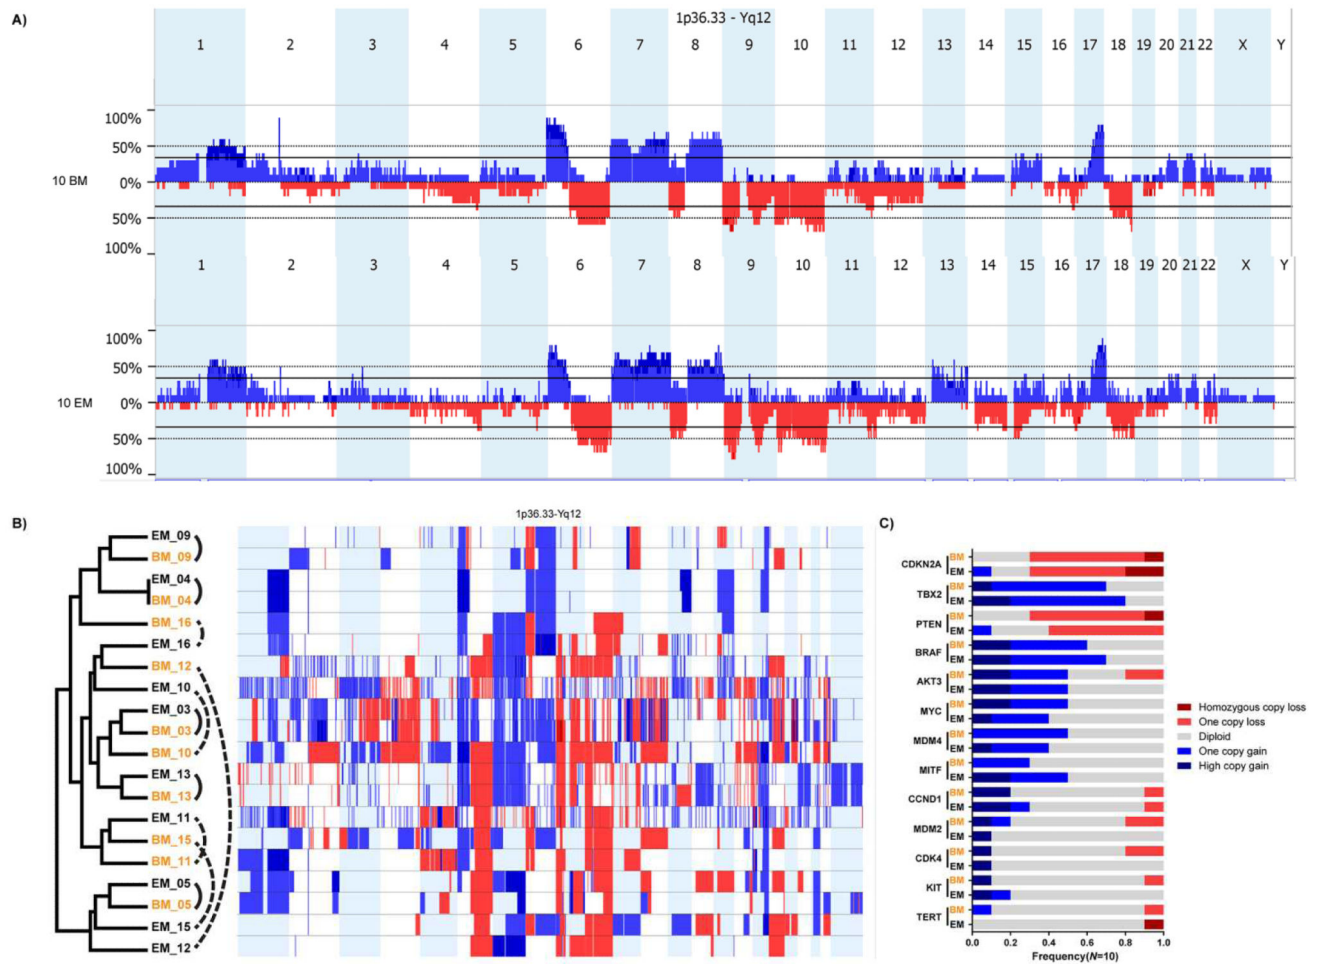 A)
1p36.33 - Yq12
1 2 3 4 5 6 7 8 9 10 11 12 13 14 15 16 17 18 19 20 21 22 X Y
100%
50%
10 BM
0%
50%
100%
1 2 3 4 5 6 7 8 9 10 11 12 13 14 15 16 17 18 19 20 21 22 X Y
100%
50%
10 EM
0%
50%
100%
B)
1p36.33-Yq12
EM_09
BM_09
EM_04
BM_04
BM_16
EM_16
BM_12
EM_10
EM_03
BM_03
BM_10
EM_13
BM_13
EM_11
BM_15
BM_11
EM_05
BM_05
EM_15
EM_12
C)
CDKN2A BM
EM
TBX2 BM
EM
PTEN BM
EM
BRAF BM
EM
AKT3 BM
EM
MYC BM
EM
MDM4 BM
EM
MITF BM
EM
CCND1 BM
EM
MDM2 BM
EM
CDK4 BM
EM
KIT BM
EM
TERT BM
EM
0.0 0.2 0.4 0.6 0.8 1.0
Frequency(N=10)
Homozygous copy loss
One copy loss
Diploid
One copy gain
High copy gain